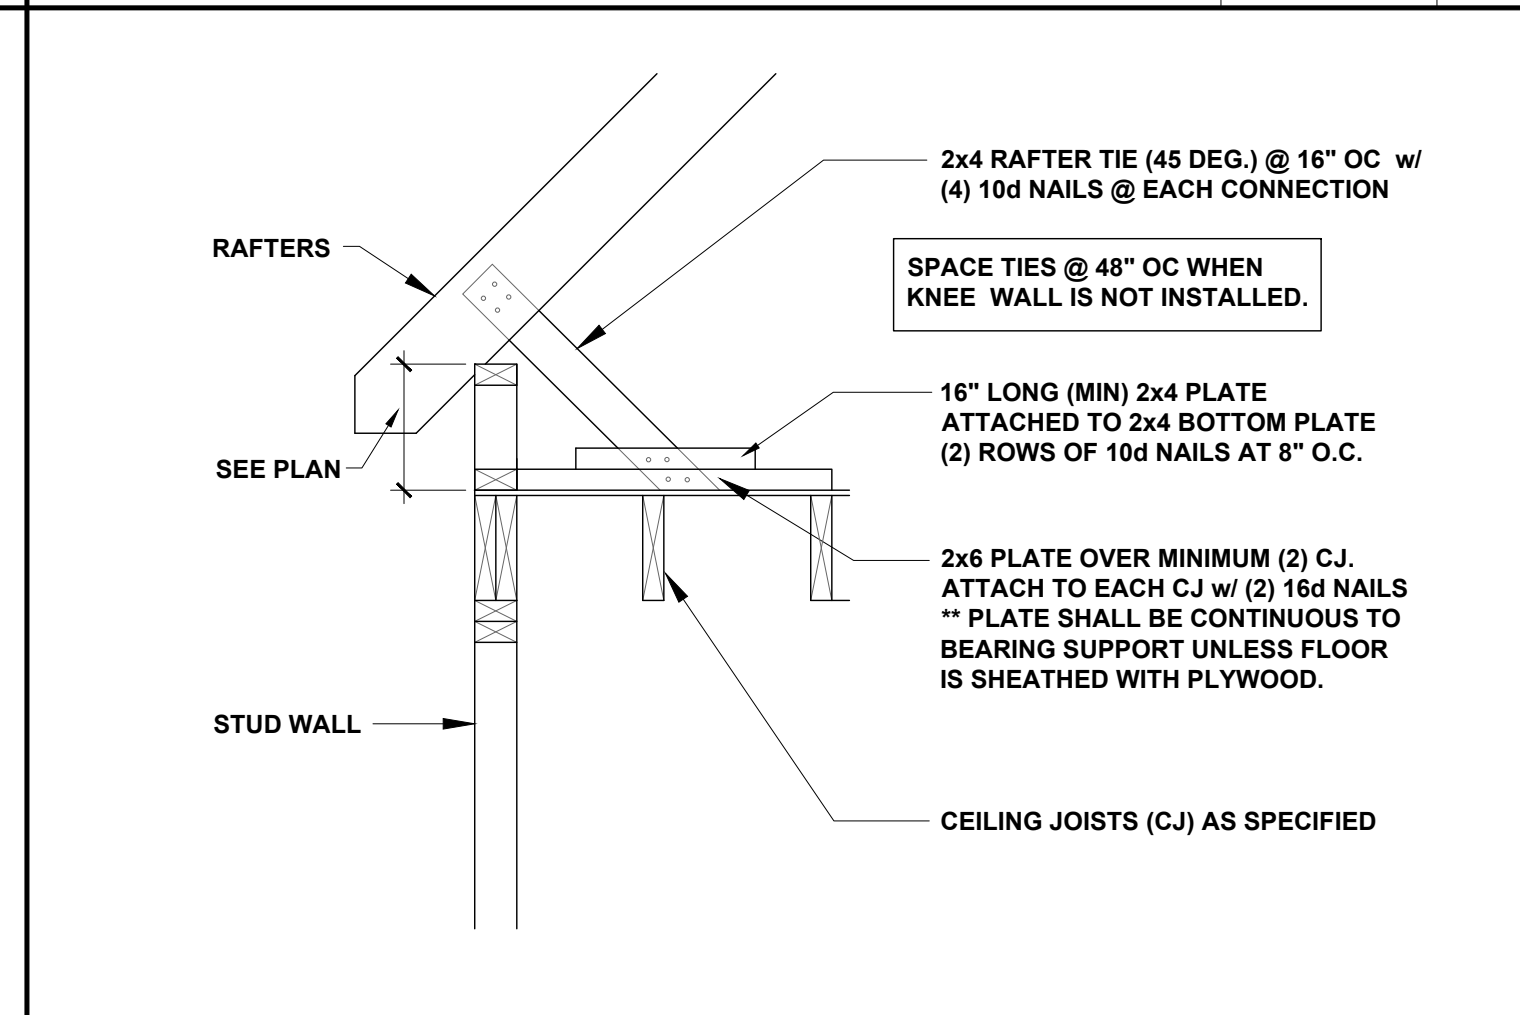 2x4 RAFTER TIE (45 DEG.) @ 16" OC w/
(4) 10d NAILS @ EACH CONNECTION
RAFTERS
SPACE TIES @ 48" OC WHEN
KNEE WALL IS NOT INSTALLED.
16" LONG (MIN) 2x4 PLATE
ATTACHED TO 2x4 BOTTOM PLATE
(2) ROWS OF 10d NAILS AT 8" O.C.
SEE PLAN
2x6 PLATE OVER MINIMUM (2) CJ.
ATTACH TO EACH CJ w/ (2) 16d NAILS
** PLATE SHALL BE CONTINUOUS TO
BEARING SUPPORT UNLESS FLOOR
IS SHEATHED WITH PLYWOOD.
STUD WALL
CEILING JOISTS (CJ) AS SPECIFIED